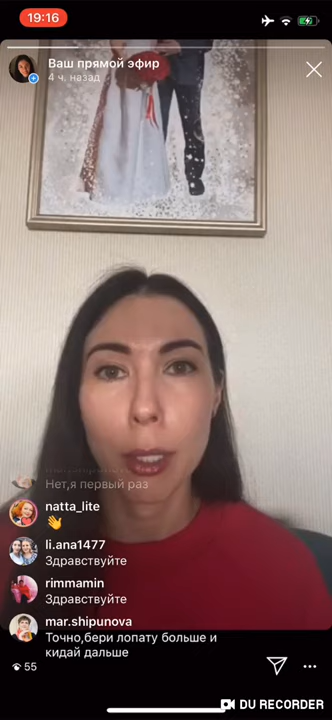 19:16
Ваш прямой эфир
4 ч. назад
Нет,я первый раз
natta_lite
li.ana1477
Здравствуйте
rimmamin
Здравствуйте
mar.shipunova
Точно,бери лопату больше и
кидай дальше
55
DU RECORDER